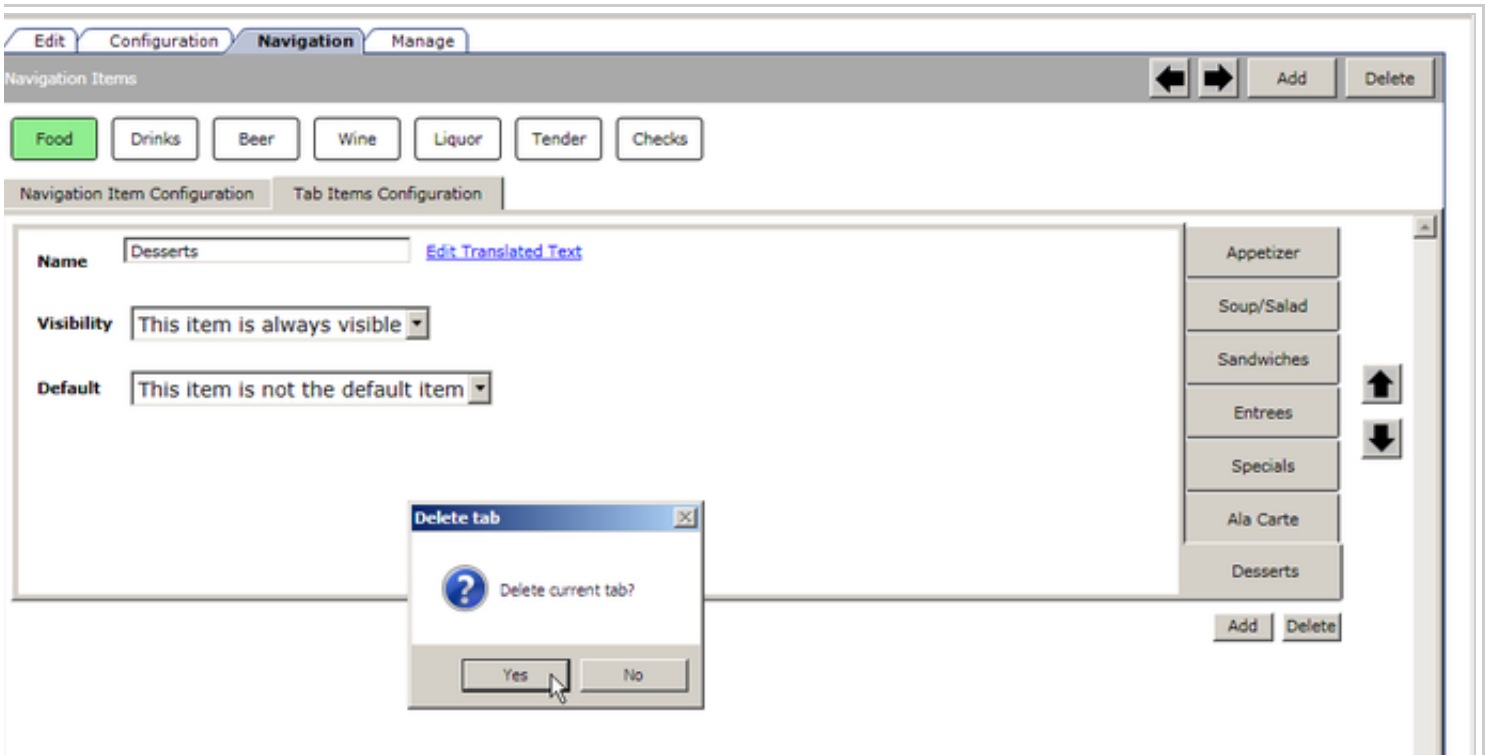 Edit Configuration Navigation Manage
Navigation Items Add Delete
Food Drinks Beer Wine Liquor Tender Checks
Navigation Item Configuration Tab Items Configuration
Name Desserts Edit Translated Text
Visibility This item is always visible
Default This item is not the default item
Appetizer
Soup/Salad
Sandwiches
Entrees
Specials
Ala Carte
Desserts
Add Delete
Delete tab
Delete current tab?
Yes No